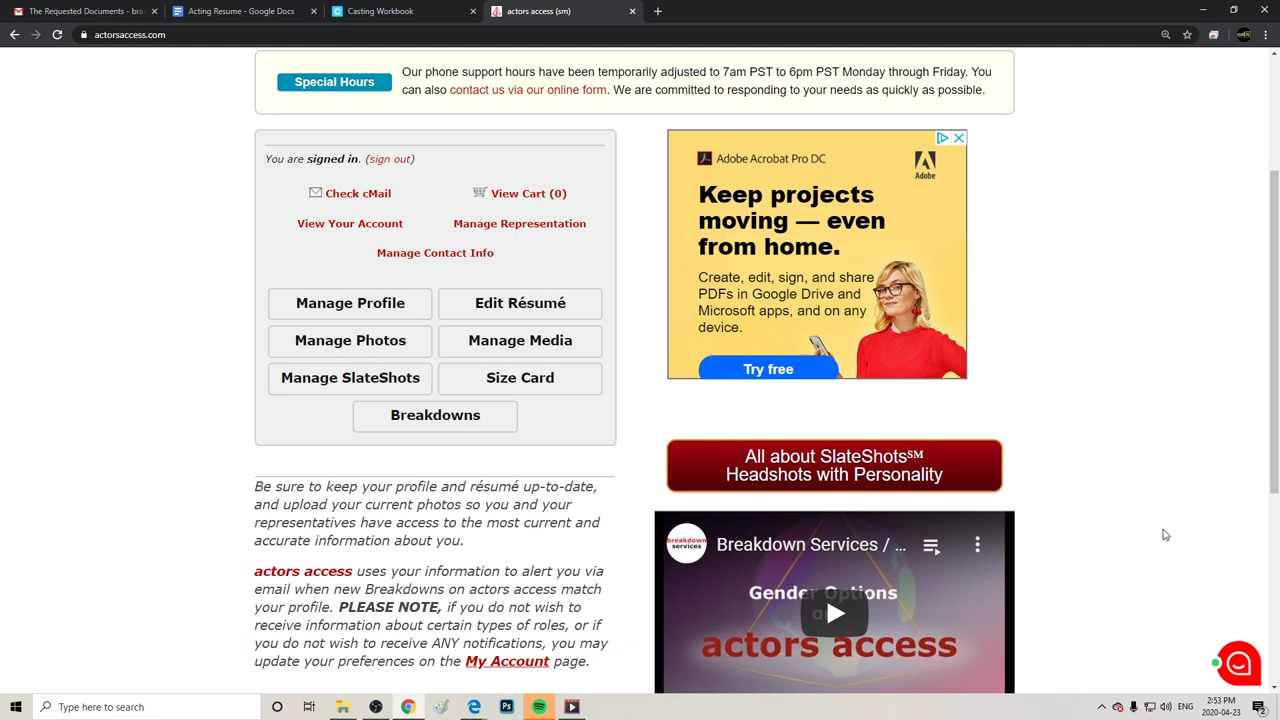 The Requested Documents - bra
Acting Resume - Google Docs
Casting Workbook
actors access (sm)
actorsaccess.com
Special Hours
Our phone support hours have been temporarily adjusted to 7am PST to 6pm PST Monday through Friday. You
can also contact us via our online form. We are committed to responding to your needs as quickly as possible.
You are signed in. (sign out)
Check cMail
View Cart (0)
View Your Account
Manage Representation
Manage Contact Info
Manage Profile
Edit Résumé
Manage Photos
Manage Media
Manage SlateShots
Size Card
Breakdowns
Be sure to keep your profile and résumé up-to-date,
and upload your current photos so you and your
representatives have access to the most current and
accurate information about you.
actors access uses your information to alert you via
email when new Breakdowns on actors access match
your profile. PLEASE NOTE, if you do not wish to
receive information about certain types of roles, or if
you do not wish to receive ANY notifications, you may
update your preferences on the My Account page.
Adobe Acrobat Pro DC
Adobe
Keep projects
moving — even
from home.
Create, edit, sign, and share
PDFs in Google Drive and
Microsoft apps, and on any
device.
Try free
All about SlateShots℠
Headshots with Personality
breakdown
services
Breakdown Services / ...
Gender Options
actors access
Type here to search
Ps
ENG
2:53 PM
2020-04-23
2